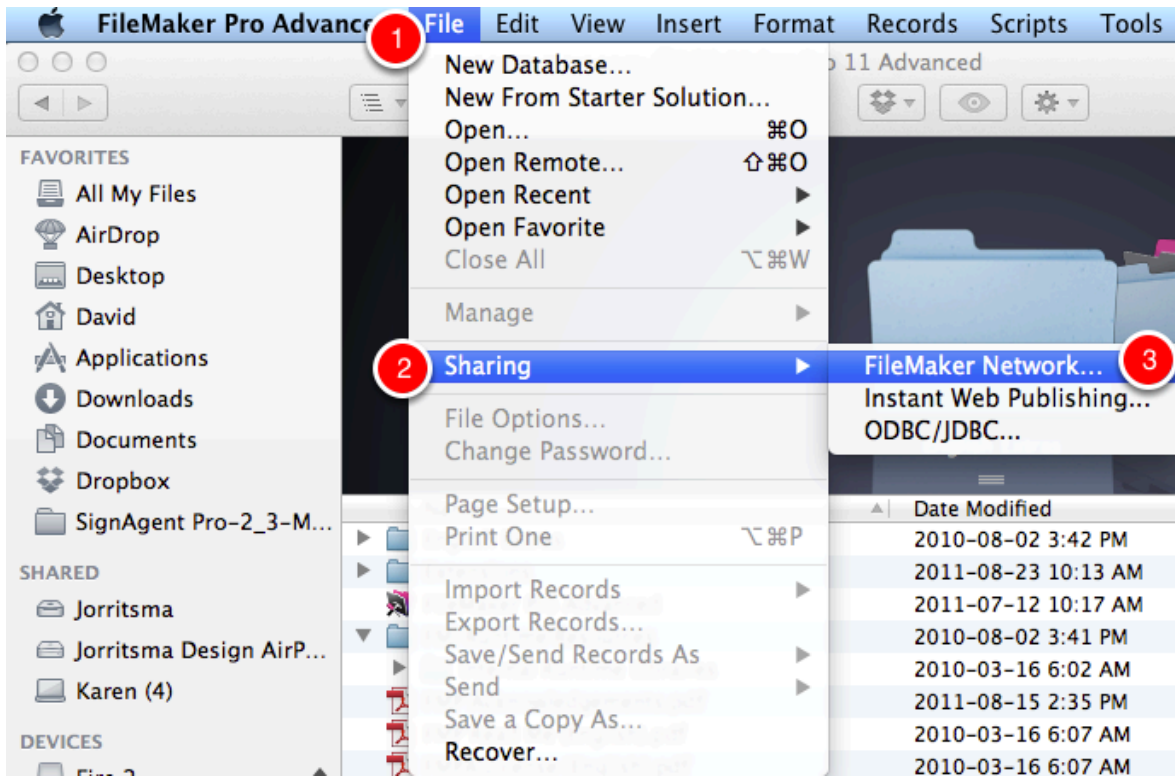 FileMaker Pro Advanc 1 File Edit View Insert Format Records Scripts Tools
11 Advanced
New Database...
New From Starter Solution...
Open... ⌘O
Open Remote... ⇧⌘O
Open Recent
Open Favorite
Close All ⌥⌘W
Manage
2 Sharing
File Options...
Change Password...
Page Setup...
Print One ⌥⌘P
Import Records
Export Records...
Save/Send Records As
Send
Save a Copy As...
Recover...
FileMaker Network... 3
Instant Web Publishing...
ODBC/JDBC...
FAVORITES
All My Files
AirDrop
Desktop
David
Applications
Downloads
Documents
Dropbox
SignAgent Pro-2_3-M...
SHARED
Jorritsma
Jorritsma Design AirP...
Karen (4)
DEVICES
Date Modified
2010-08-02 3:42 PM
2011-08-23 10:13 AM
2011-07-12 10:17 AM
2010-08-02 3:41 PM
2010-03-16 6:02 AM
2011-08-15 2:35 PM
2010-03-16 6:07 AM
2010-03-16 6:07 AM